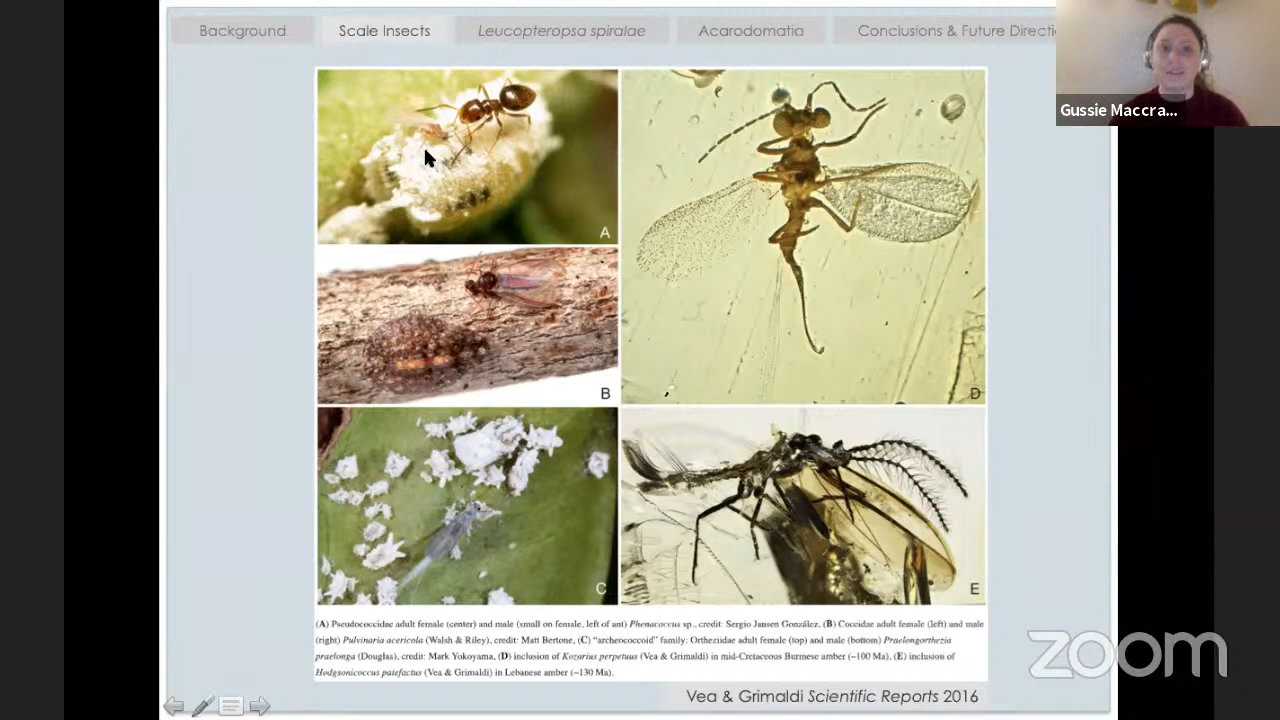 Background
Scale Insects
Leucopteropsa spiralae
Acarodomatia
Conclusions & Future Directi
Gussie Maccra...
A
B
C
D
E
(A) Pseudococcidae adult female (center) and male (small on female, left of ant) Phenacoccus sp., credit: Sergio Jansen González, (B) Coccidae adult female (left) and male
(right) Pulvinaria acericola (Walsh & Riley), credit: Matt Bertone, (C) “archeococcoid” family: Ortheziidae adult female (top) and male (bottom) Praelongorthezia
praelonga (Douglas), credit: Mark Yokoyama, (D) inclusion of Kozarius perpetuus (Vea & Grimaldi) in mid-Cretaceous Burmese amber (~100 Ma), (E) inclusion of
Hodgsonicoccus patefactus (Vea & Grimaldi) in Lebanese amber (~130 Ma).
Vea & Grimaldi Scientific Reports 2016
zoom